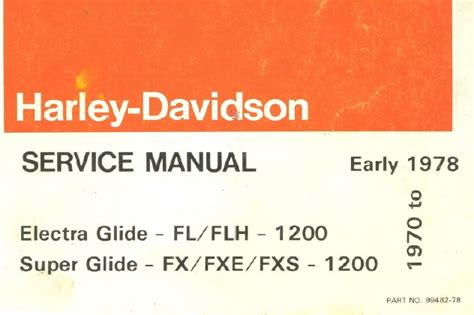 Harley-Davidson
SERVICE MANUAL
1970 to
Early 1978
Electra Glide - FL/FLH - 1200
Super Glide - FX/FXE/FXS - 1200
PART NO. 99482-78